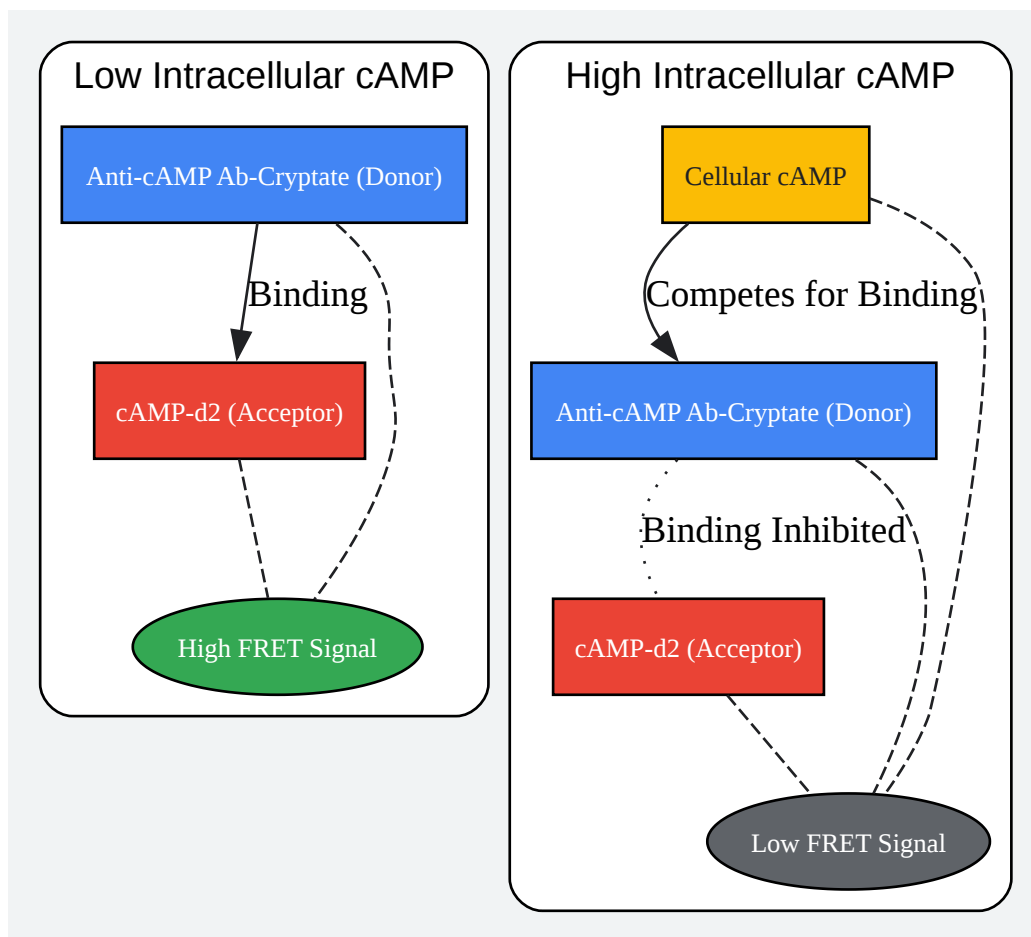 Low Intracellular cAMP
Anti-cAMP Ab-Cryptate (Donor)
Binding
cAMP-d2 (Acceptor)
High FRET Signal
High Intracellular cAMP
Cellular cAMP
Competes for Binding
Anti-cAMP Ab-Cryptate (Donor)
Binding Inhibited
cAMP-d2 (Acceptor)
Low FRET Signal